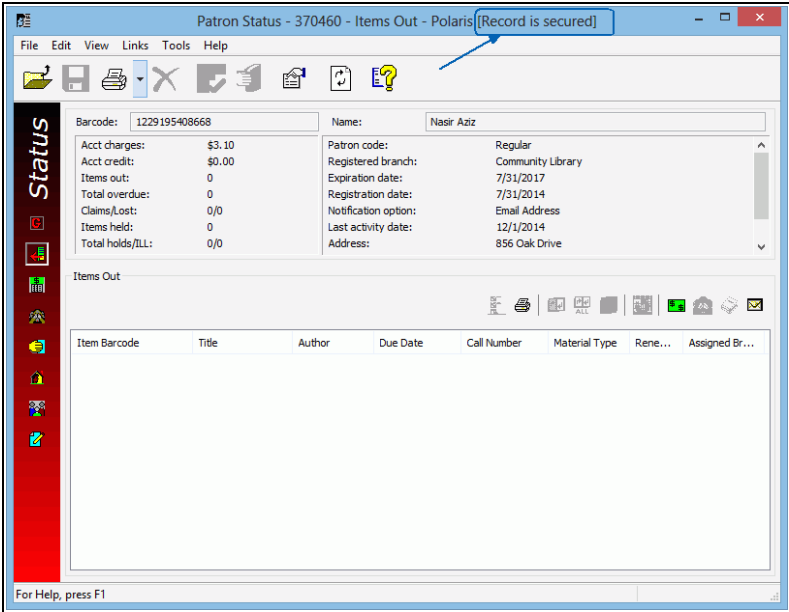 Patron Status - 370460 - Items Out - Polaris [Record is secured]
File Edit View Links Tools Help
Status
Barcode: 1229195408668 Name: Nasir Aziz
Acct charges: $3.10 Patron code: Regular
Acct credit: $0.00 Registered branch: Community Library
Items out: 0 Expiration date: 7/31/2017
Total overdue: 0 Registration date: 7/31/2014
Claims/Lost: 0/0 Notification option: Email Address
Items held: 0 Last activity date: 12/1/2014
Total holds/ILL: 0/0 Address: 856 Oak Drive
Items Out
ALL
Item Barcode Title Author Due Date Call Number Material Type Rene... Assigned Br...
For Help, press F1